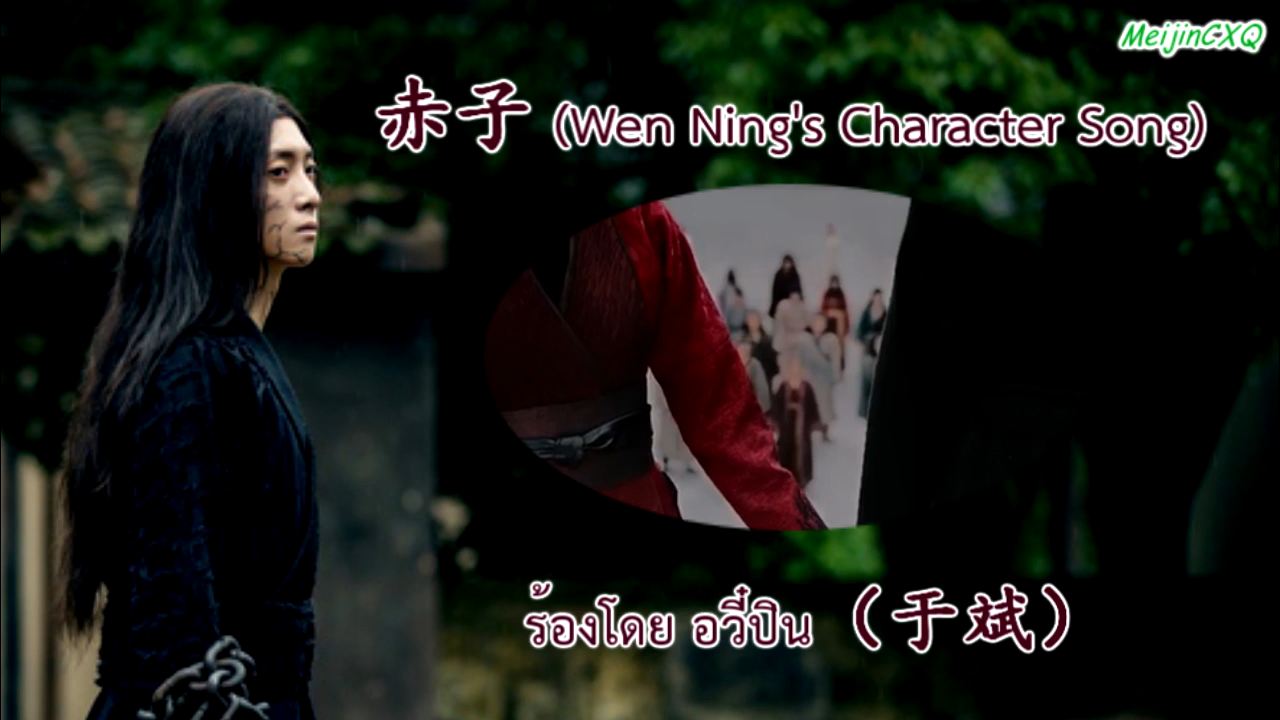 MeijinGXQ
赤子 (Wen Ning's Character Song)
ร้องโดย อวี๋ปิน （于斌）